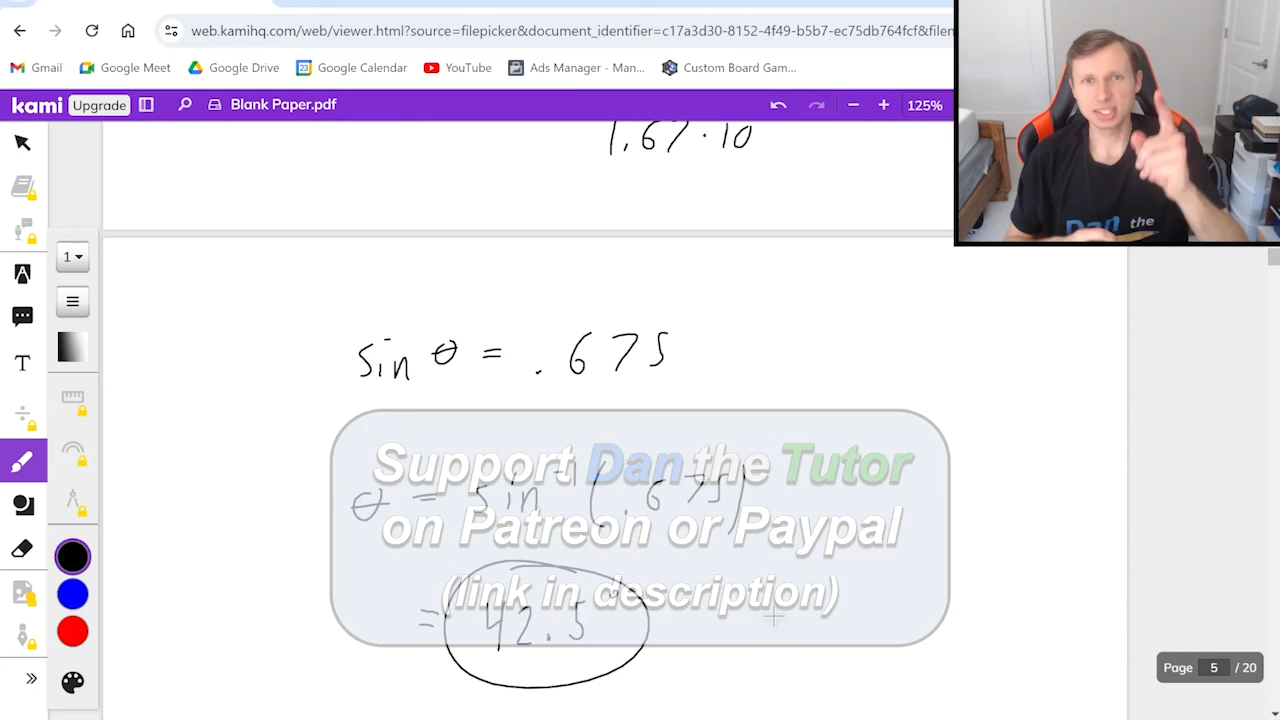 web.kamihq.com/web/viewer.html?source=filepicker&document_identifier=c17a3d30-8152-4f49-b5b7-ec75db764fcf&filen
Gmail Google Meet Google Drive Google Calendar YouTube Ads Manager - Man... Custom Board Gam...
kami Upgrade Blank Paper.pdf 125%
1.67·10
1
sin θ = .675
Support Dan the Tutor
θ = sin⁻¹(.675)
on Patreon or Paypal
(link in description)
= 42.5°
Dan the
Page 5 / 20